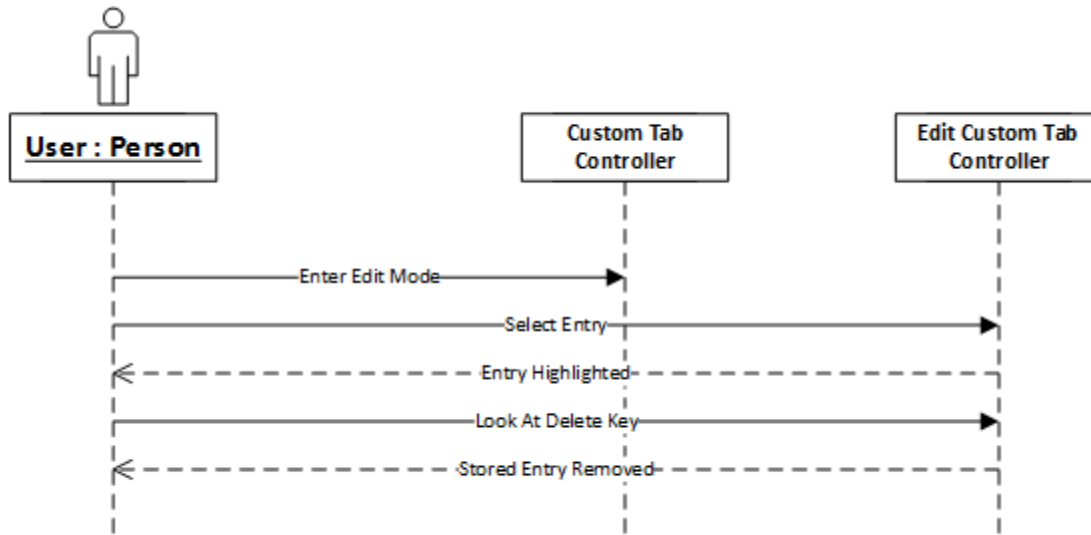 User : Person
Custom Tab
Controller
Edit Custom Tab
Controller
Enter Edit Mode
Select Entry
Entry Highlighted
Look At Delete Key
Stored Entry Removed